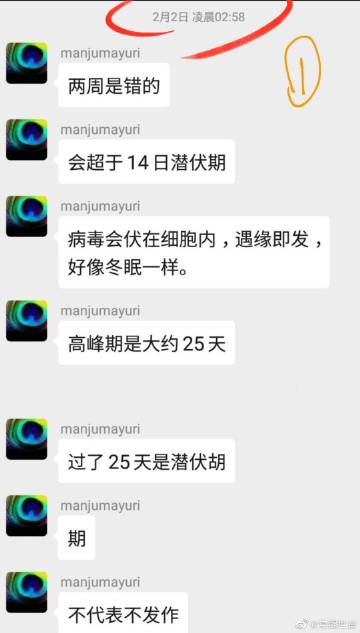 2月2日 凌晨02:58
1
manjumayuri
两周是错的
manjumayuri
会超于14日潜伏期
manjumayuri
病毒会伏在细胞内，遇缘即发，
好像冬眠一样。
manjumayuri
高峰期是大约25天
manjumayuri
过了25天是潜伏胡
manjumayuri
期
manjumayuri
不代表不发作